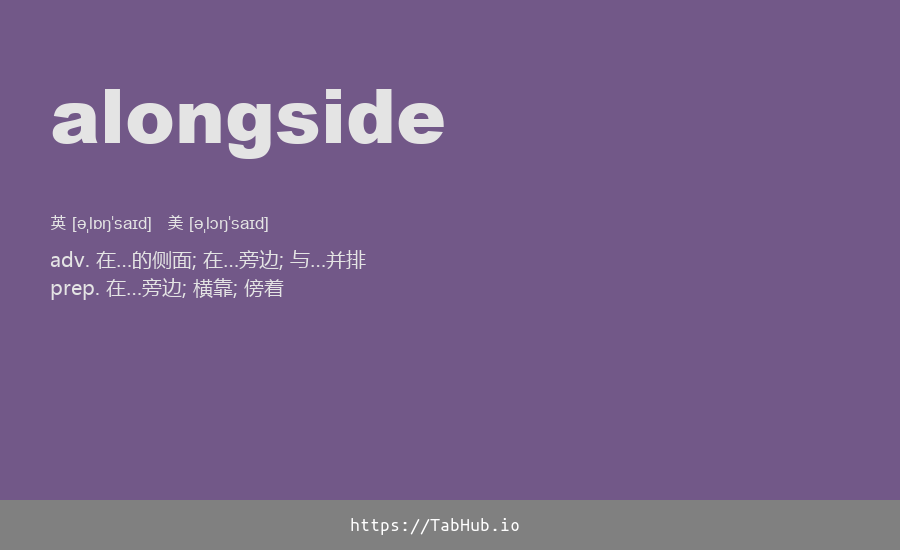 alongside
英 [əˌlɒŋˈsaɪd] 美 [əˌlɔŋˈsaɪd]
adv. 在...的侧面; 在...旁边; 与...并排
prep. 在...旁边; 横靠; 傍着
https://TabHub.io